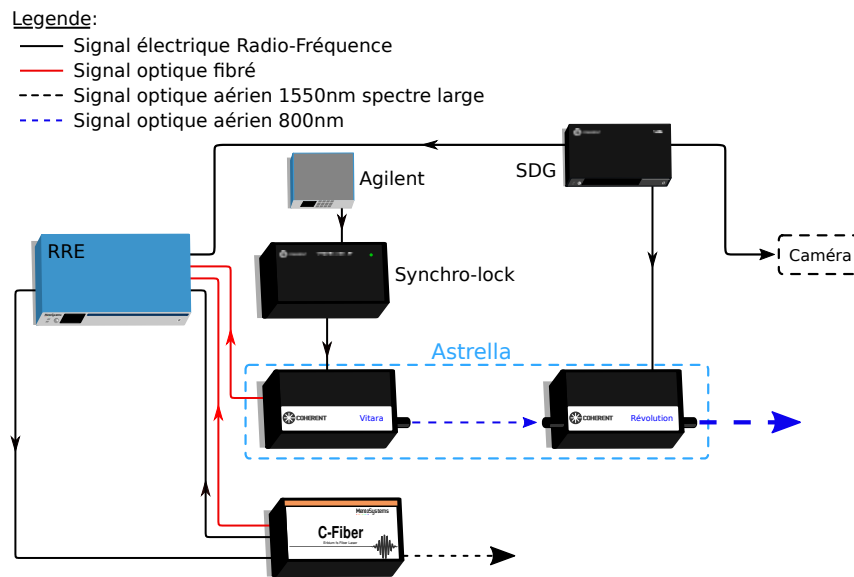 Legende:
Signal électrique Radio-Fréquence
Signal optique fibré
Signal optique aérien 1550nm spectre large
Signal optique aérien 800nm
SDG
Agilent
RRE
Caméra
Synchro-lock
Astrella
COHERENT
Vitara
COHERENT
Révolution
MenloSystems
C-Fiber